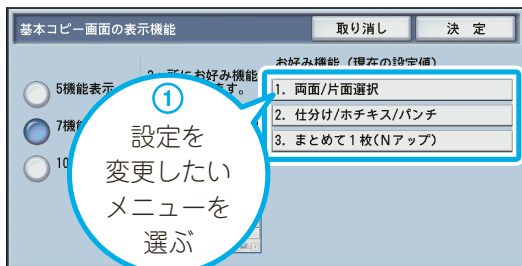 基本コピー画面の表示機能
取り消し
決 定
お好み機能（現在の設定値）
5機能表示
所にお好み機能
す。
1. 両面/片面選択
2. 仕分け/ホチキス/パンチ
3. まとめて1枚(Nアップ)
7機
10
①
設定を
変更したい
メニューを
選ぶ